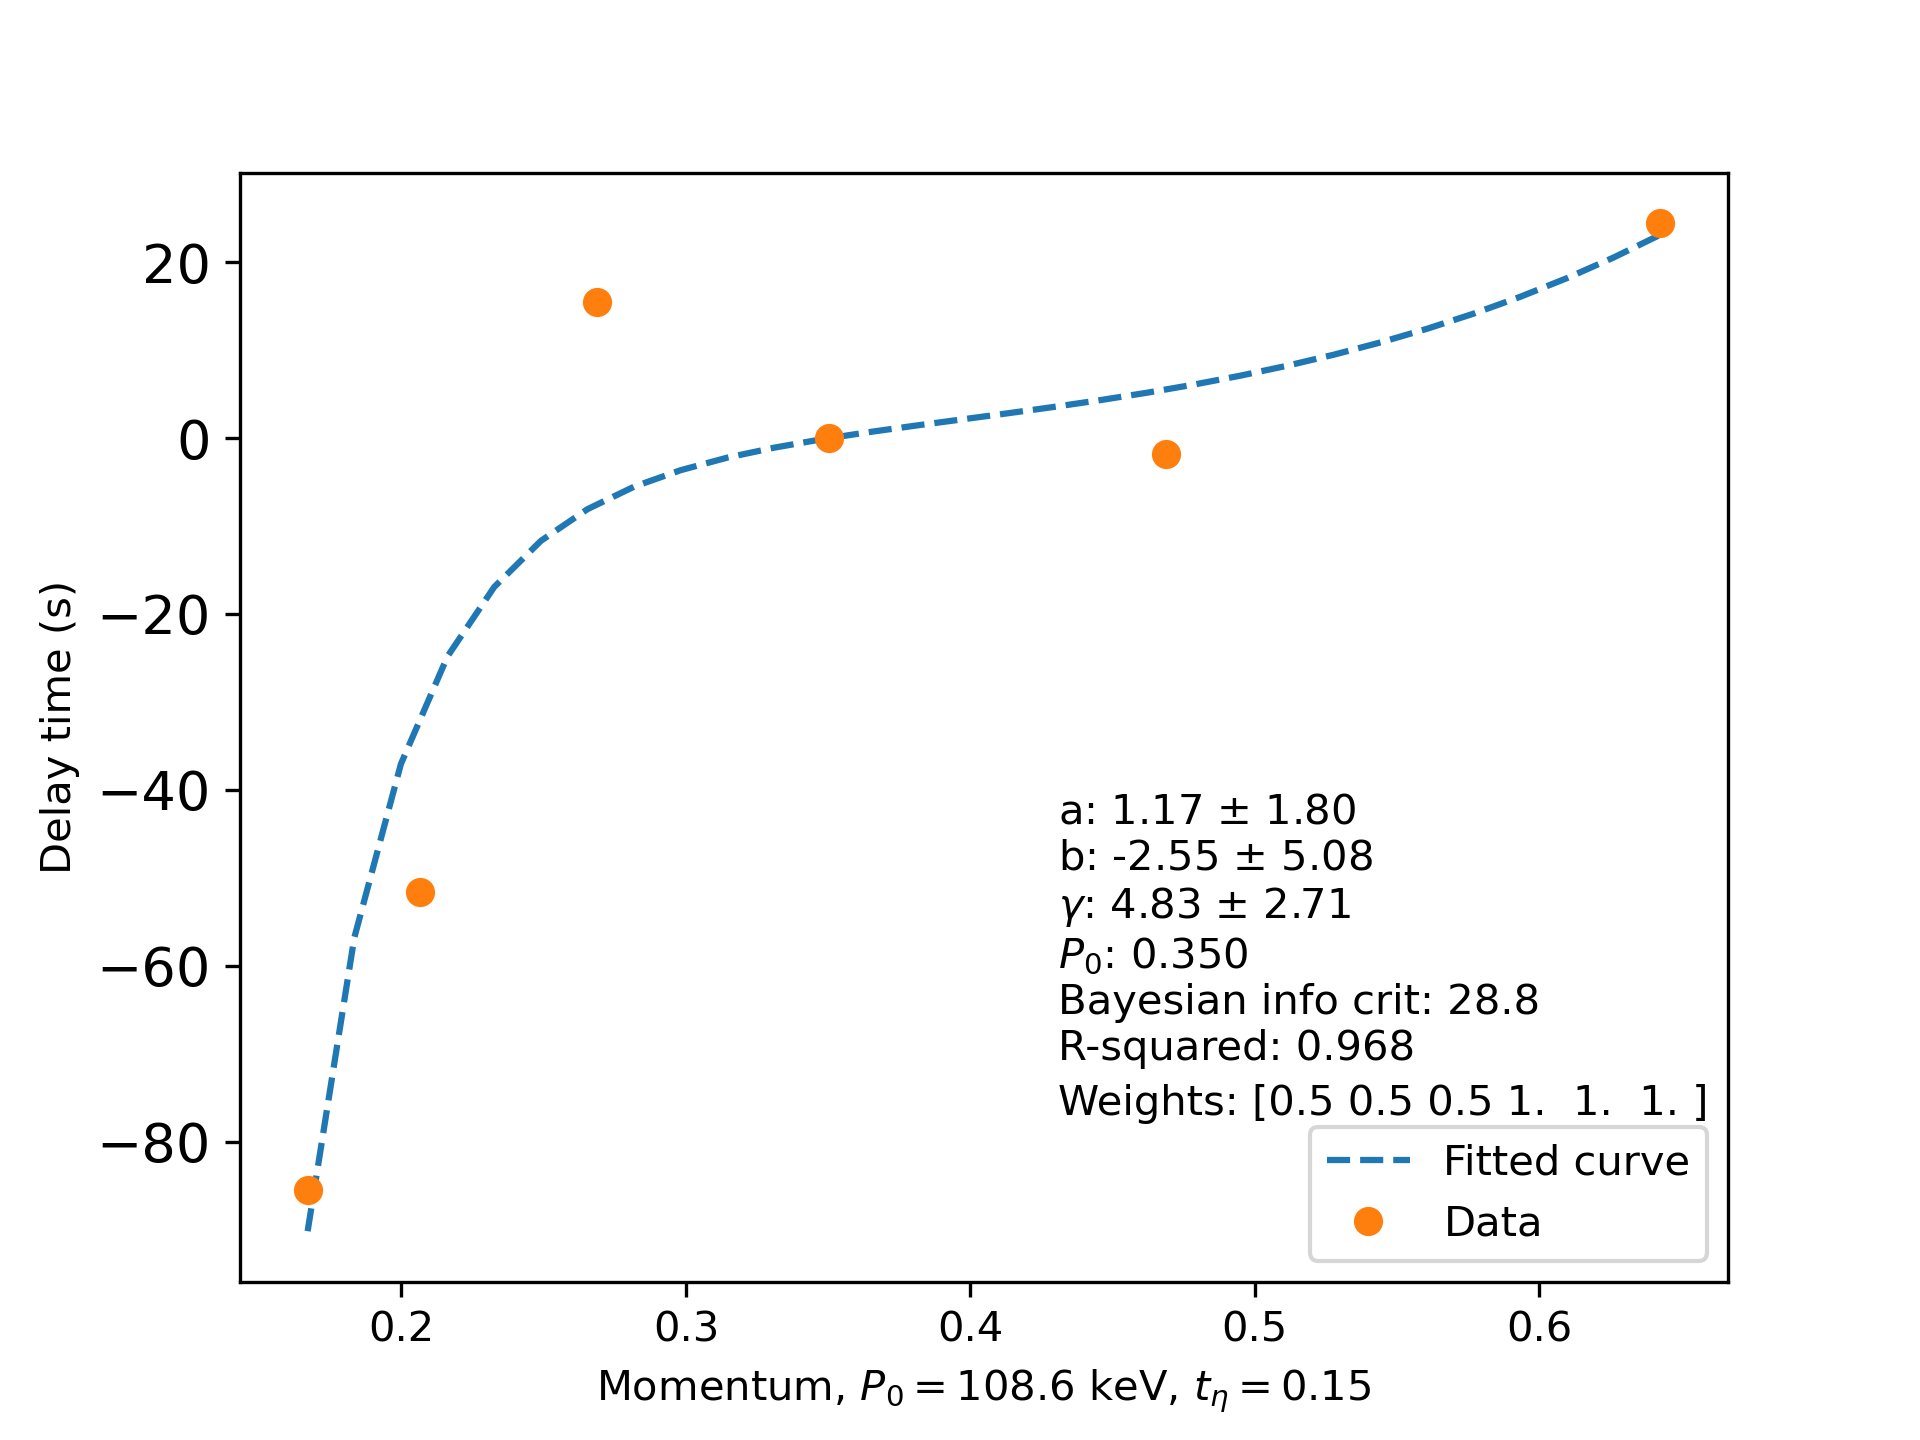 20
0
−20
−40
−60
−80
Delay time (s)
a: 1.17 ± 1.80
b: -2.55 ± 5.08
γ: 4.83 ± 2.71
P₀: 0.350
Bayesian info crit: 28.8
R-squared: 0.968
Weights: [0.5 0.5 0.5 1.  1.  1. ]
Fitted curve
Data
0.2 0.3 0.4 0.5 0.6
Momentum, P₀ = 108.6 keV, t_η = 0.15